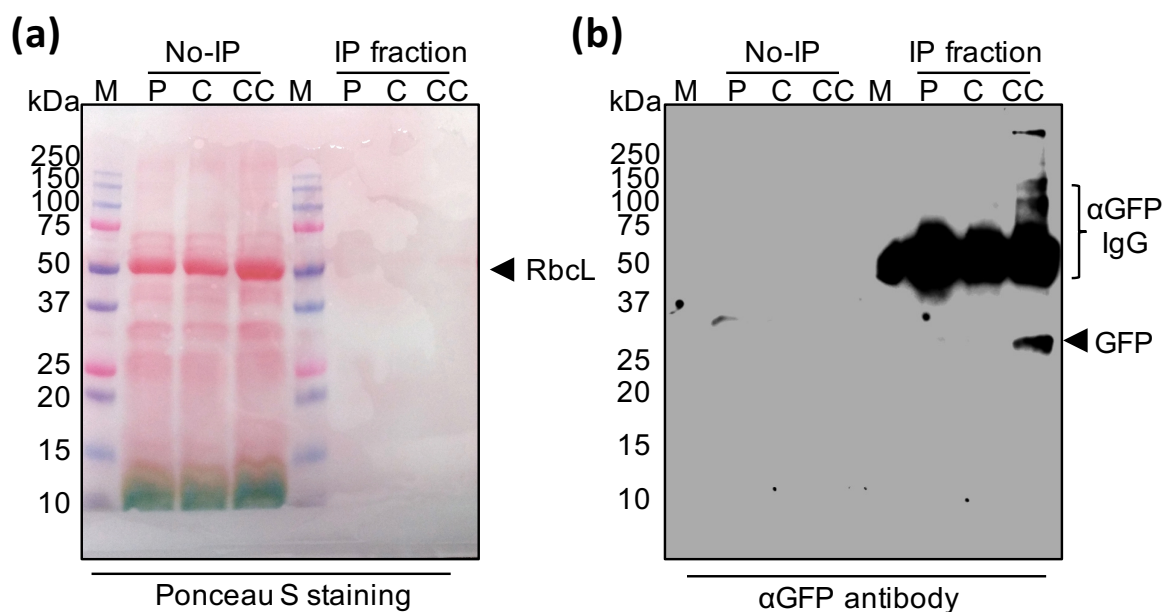 (a)
No-IP
IP fraction
kDa M P C CC M P C CC
250
150
100
75
50
37
25
20
15
10
RbcL
Ponceau S staining
(b)
No-IP
IP fraction
kDa M P C CC M P C CC
250
150
100
75
50
37
25
20
15
10
αGFP
IgG
GFP
αGFP antibody